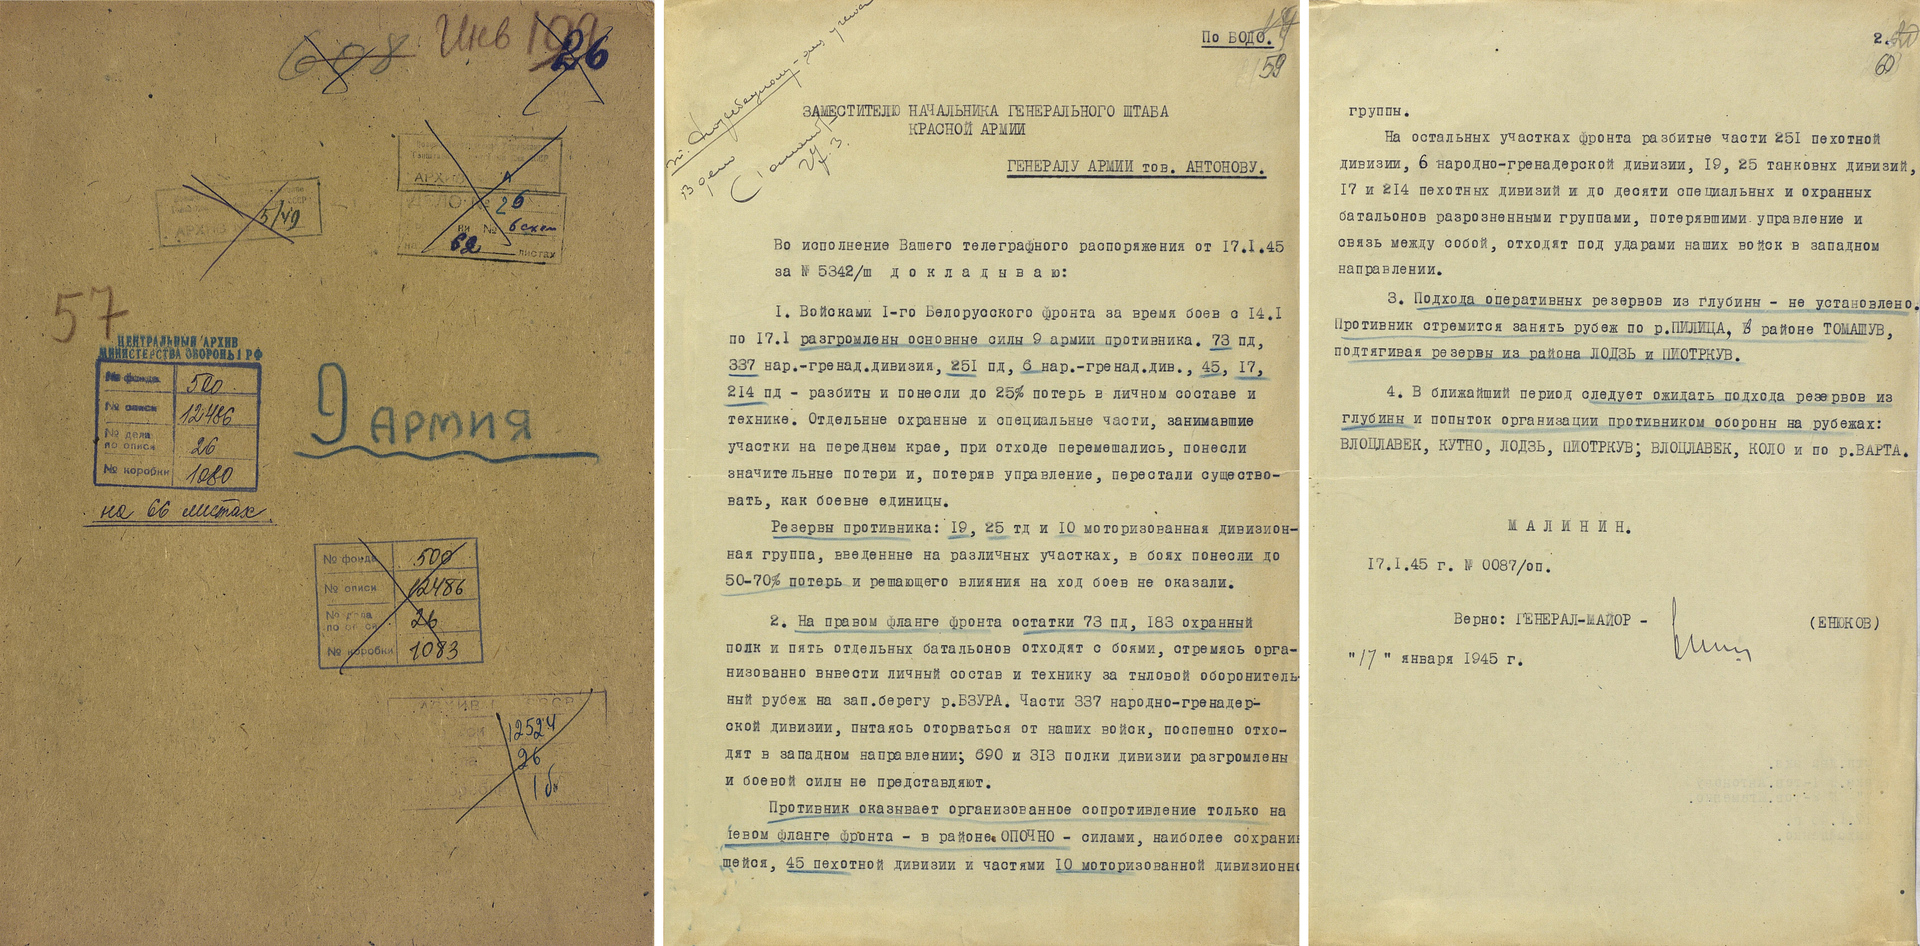 608
Инв 109
26
5/49
АРХИВ
АРХИВ
ДЕЛО №
26
№ 6 схем
на 62 листах
57
ЦЕНТРАЛЬНЫЙ АРХИВ
МИНИСТЕРСТВА ОБОРОНЫ РФ
№ фонда 500
№ описи 12486
№ дела по описи 26
№ коробки 1080
на 66 листах
9 АРМИЯ
№ фонда 500
№ описи 12486
№ дела по описи 26
№ коробки 1083
12524
26
По БОДО.
59
ЗАМЕСТИТЕЛЮ НАЧАЛЬНИКА ГЕНЕРАЛЬНОГО ШТАБА
КРАСНОЙ АРМИИ
ГЕНЕРАЛУ АРМИИ тов. АНТОНОВУ.
Во исполнение Вашего телеграфного распоряжения от 17.I.45
за № 5342/ш д о к л а д ы в а ю:
I. Войсками I-го Белорусского фронта за время боев с 14.I
по 17.I разгромлены основные силы 9 армии противника. 73 пд,
337 нар.-гренад.дивизия, 251 пд, 6 нар.-гренад.див., 45, 17,
214 пд - разбиты и понесли до 25% потерь в личном составе и
технике. Отдельные охранные и специальные части, занимавшие
участки на переднем крае, при отходе перемешались, понесли
значительные потери и, потеряв управление, перестали существо-
вать, как боевые единицы.
Резервы противника: 19, 25 тд и 10 моторизованная дивизион-
ная группа, введенные на различных участках, в боях понесли до
50-70% потерь и решающего влияния на ход боев не оказали.
2. На правом фланге фронта остатки 73 пд, 183 охранный
полк и пять отдельных батальонов отходят с боями, стремясь орга-
низованно вывести личный состав и технику за тыловой оборонитель-
ный рубеж на зап.берегу р.БЗУРА. Части 337 народно-гренадер-
ской дивизии, пытаясь оторваться от наших войск, поспешно отхо-
дят в западном направлении; 690 и 313 полки дивизии разгромлены
и боевой силы не представляют.
Противник оказывает организованное сопротивление только на
левом фланге фронта - в районе ОПОЧНО - силами, наиболее сохранив
шейся, 45 пехотной дивизии и частями 10 моторизованной дивизионно
2.
60
группы.
На остальных участках фронта разбитые части 251 пехотной
дивизии, 6 народно-гренадерской дивизии, 19, 25 танковых дивизий,
17 и 214 пехотных дивизий и до десяти специальных и охранных
батальонов разрозненными группами, потерявшими управление и
связь между собой, отходят под ударами наших войск в западном
направлении.
3. Подхода оперативных резервов из глубины - не установлено.
Противник стремится занять рубеж по р.ПИЛИЦА, в районе ТОМАШУВ,
подтягивая резервы из района ЛОДЗЬ и ПИОТРКУВ.
4. В ближайший период следует ожидать подхода резервов из
глубины и попыток организации противником обороны на рубежах:
ВЛОЦЛАВЕК, КУТНО, ЛОДЗЬ, ПИОТРКУВ; ВЛОЦЛАВЕК, КОЛО и по р.ВАРТА.
М А Л И Н И Н.
17.I.45 г. № 0087/оп.
Верно: ГЕНЕРАЛ-МАЙОР - (ЕНЮКОВ)
"17" января 1945 г.